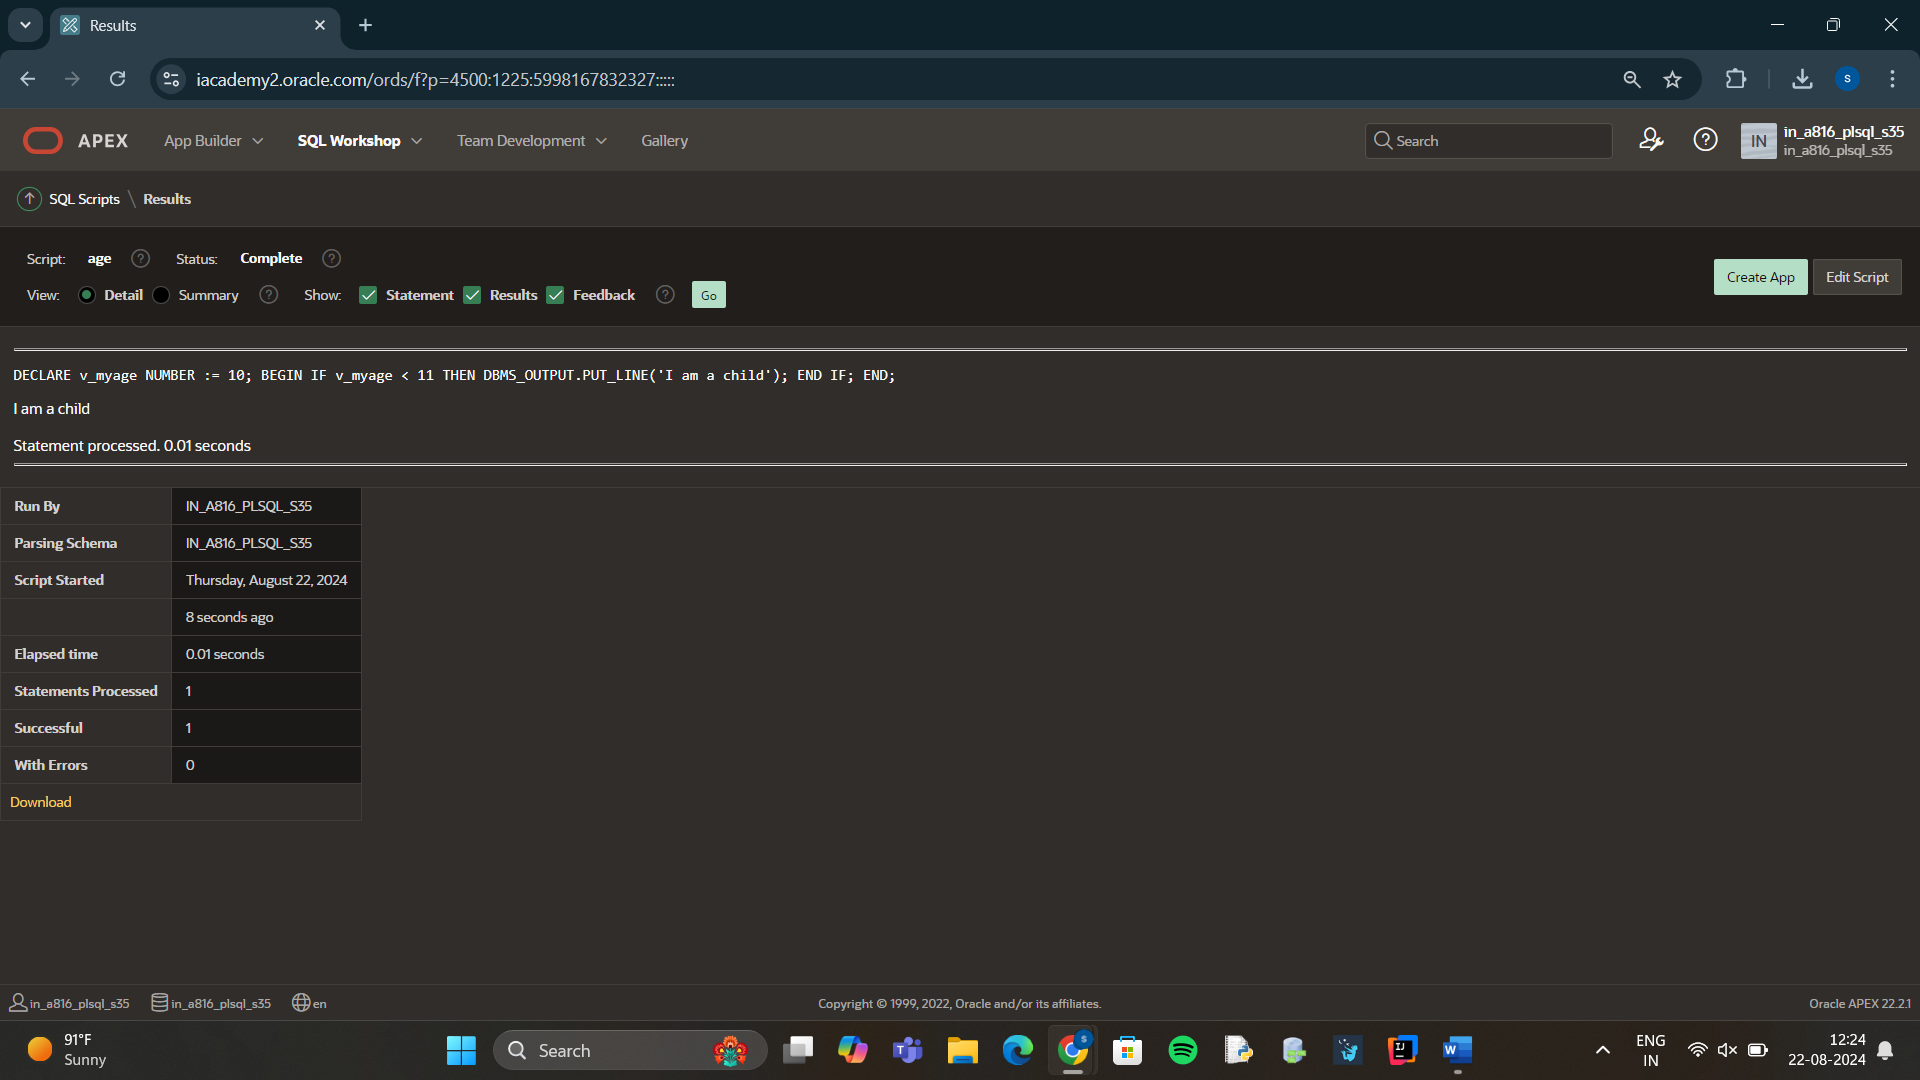 Results
iacademy2.oracle.com/ords/f?p=4500:1225:5998167832327:::::
S
APEX
App Builder
SQL Workshop
Team Development
Gallery
Search
IN
in_a816_plsql_s35
in_a816_plsql_s35
SQL Scripts \ Results
Script: age
Status: Complete
View: Detail Summary
Show: Statement Results Feedback
Go
Create App
Edit Script
DECLARE v_myage NUMBER := 10; BEGIN IF v_myage < 11 THEN DBMS_OUTPUT.PUT_LINE('I am a child'); END IF; END;
I am a child
Statement processed. 0.01 seconds
Run By IN_A816_PLSQL_S35
Parsing Schema IN_A816_PLSQL_S35
Script Started Thursday, August 22, 2024
8 seconds ago
Elapsed time 0.01 seconds
Statements Processed 1
Successful 1
With Errors 0
Download
in_a816_plsql_s35
in_a816_plsql_s35
en
Copyright © 1999, 2022, Oracle and/or its affiliates.
Oracle APEX 22.2.1
91°F
Sunny
Search
ENG
IN
12:24
22-08-2024